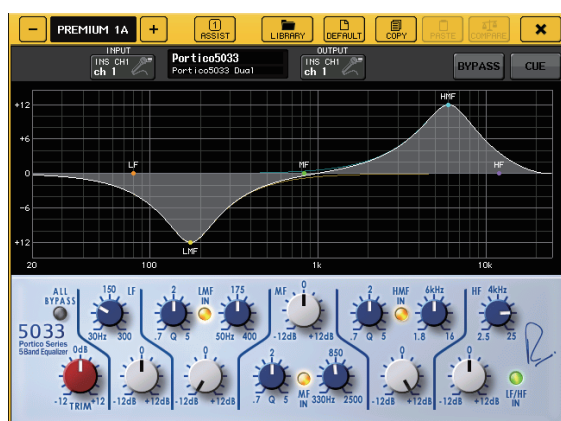 − PREMIUM 1A + 1 ASSIST LIBRARY DEFAULT COPY PASTE COMPARE ×
INPUT OUTPUT
INS CH1 ch 1 Portico5033 INS CH1 ch 1 BYPASS CUE
Portico5033 Dual
+12
HMF
+6
LF MF HF
0
−6
+12
LMF
20 100 1k 10k
ALL BYPASS 150 LF 2 LMF IN 175 MF 0 2 HMF IN 6kHz HF 4kHz
30Hz 300 .7 Q 5 50Hz 400 -12dB +12dB .7 Q 5 1.8 16 2.5 25
5033
Portico Series
5Band Equalizer
0dB 0 0 2 850 0 0
-12 TRIM +12 -12dB +12dB -12dB +12dB .7 Q 5 MF IN 330Hz 2500 -12dB +12dB -12dB +12dB LF/HF IN